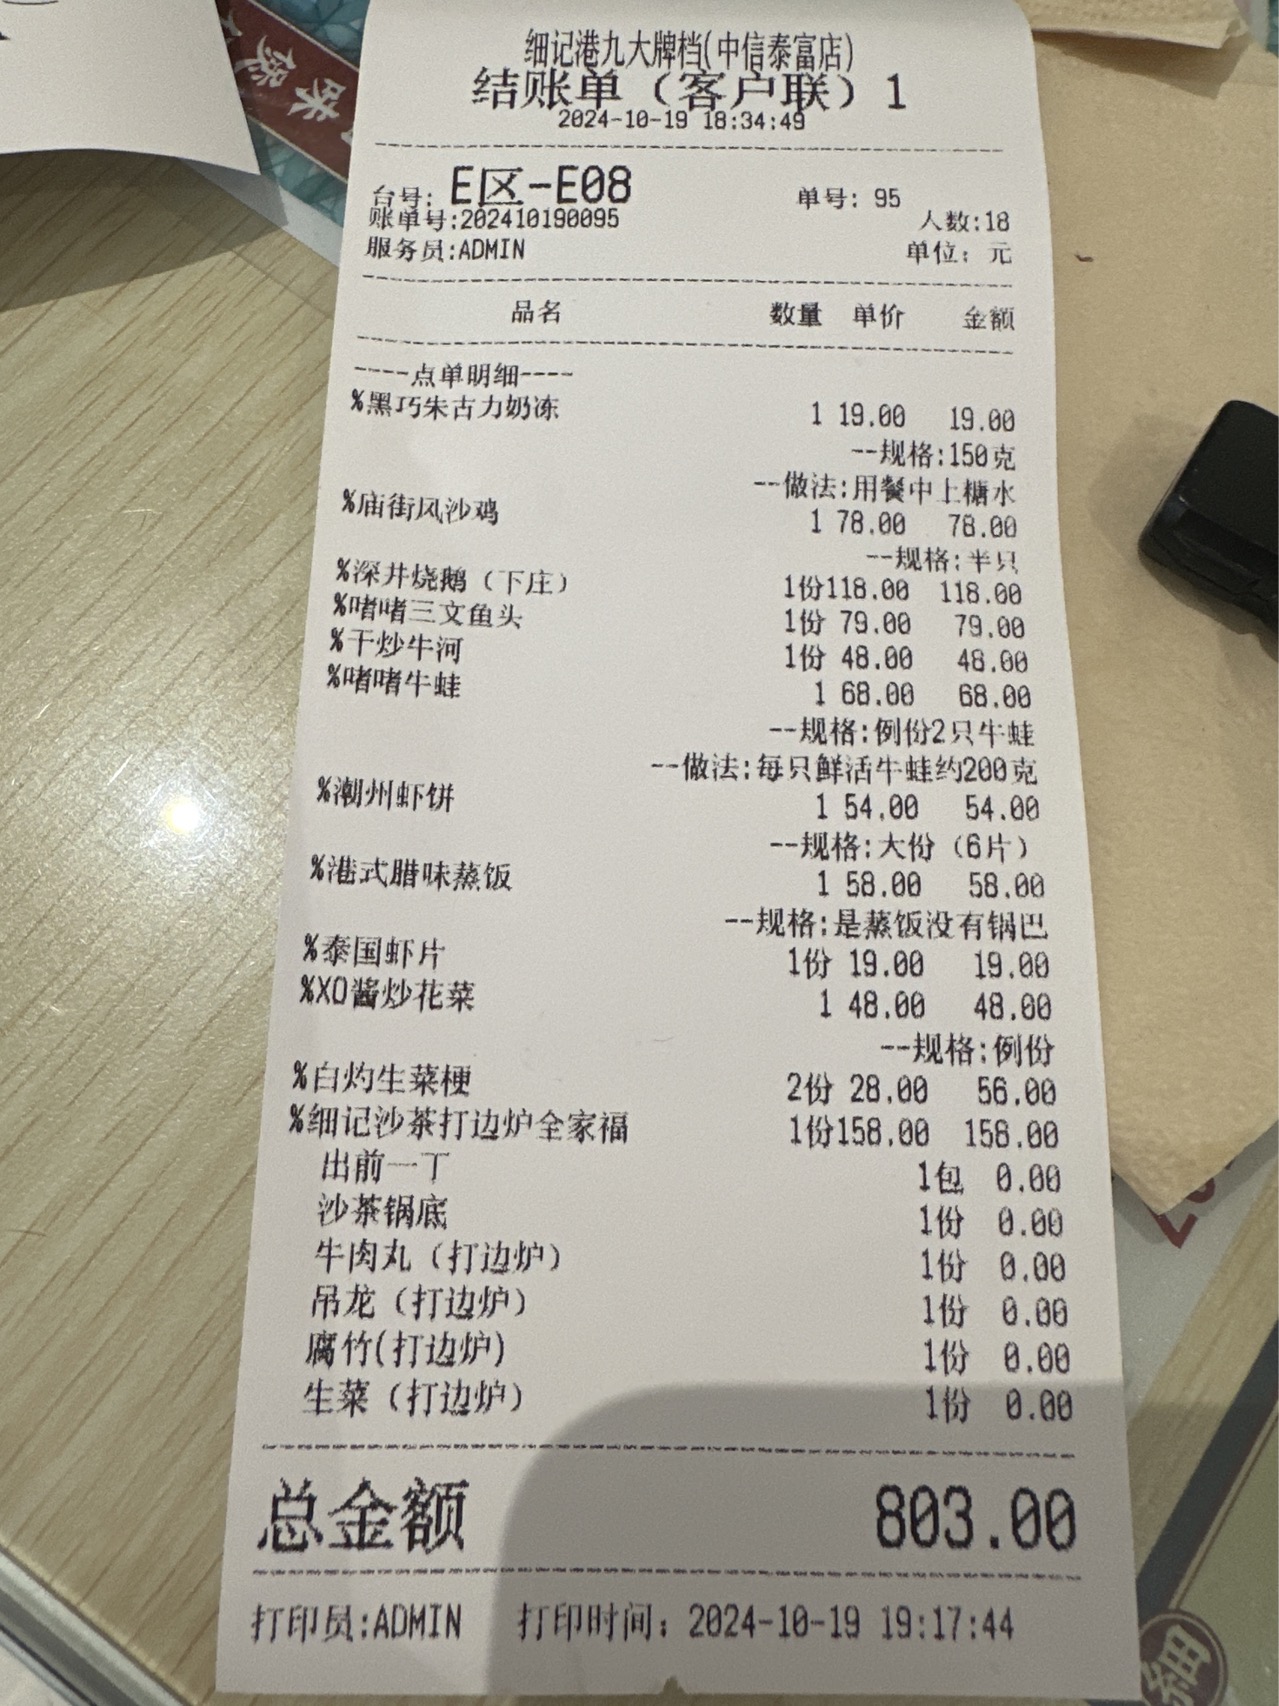 细记港九大牌档(中信泰富店)
结账单（客户联）1
2024-10-19 18:34:49
台号: E区-E08 单号: 95
账单号:202410190095 人数:18
服务员:ADMIN 单位: 元
品名 数量 单价 金额
----点单明细----
%黑巧朱古力奶冻 1 19.00 19.00
--规格:150克
--做法:用餐中上糖水
%庙街风沙鸡 1 78.00 78.00
--规格:半只
%深井烧鹅（下庄） 1份118.00 118.00
%啫啫三文鱼头 1份 79.00 79.00
%干炒牛河 1份 48.00 48.00
%啫啫牛蛙 1 68.00 68.00
--规格:例份2只牛蛙
--做法:每只鲜活牛蛙约200克
%潮州虾饼 1 54.00 54.00
--规格:大份（6片）
%港式腊味蒸饭 1 58.00 58.00
--规格:是蒸饭没有锅巴
%泰国虾片 1份 19.00 19.00
%XO酱炒花菜 1 48.00 48.00
--规格:例份
%白灼生菜梗 2份 28.00 56.00
%细记沙茶打边炉全家福 1份158.00 158.00
出前一丁 1包 0.00
沙茶锅底 1份 0.00
牛肉丸（打边炉） 1份 0.00
吊龙（打边炉） 1份 0.00
腐竹(打边炉) 1份 0.00
生菜（打边炉） 1份 0.00
总金额 803.00
打印员:ADMIN 打印时间: 2024-10-19 19:17:44
細